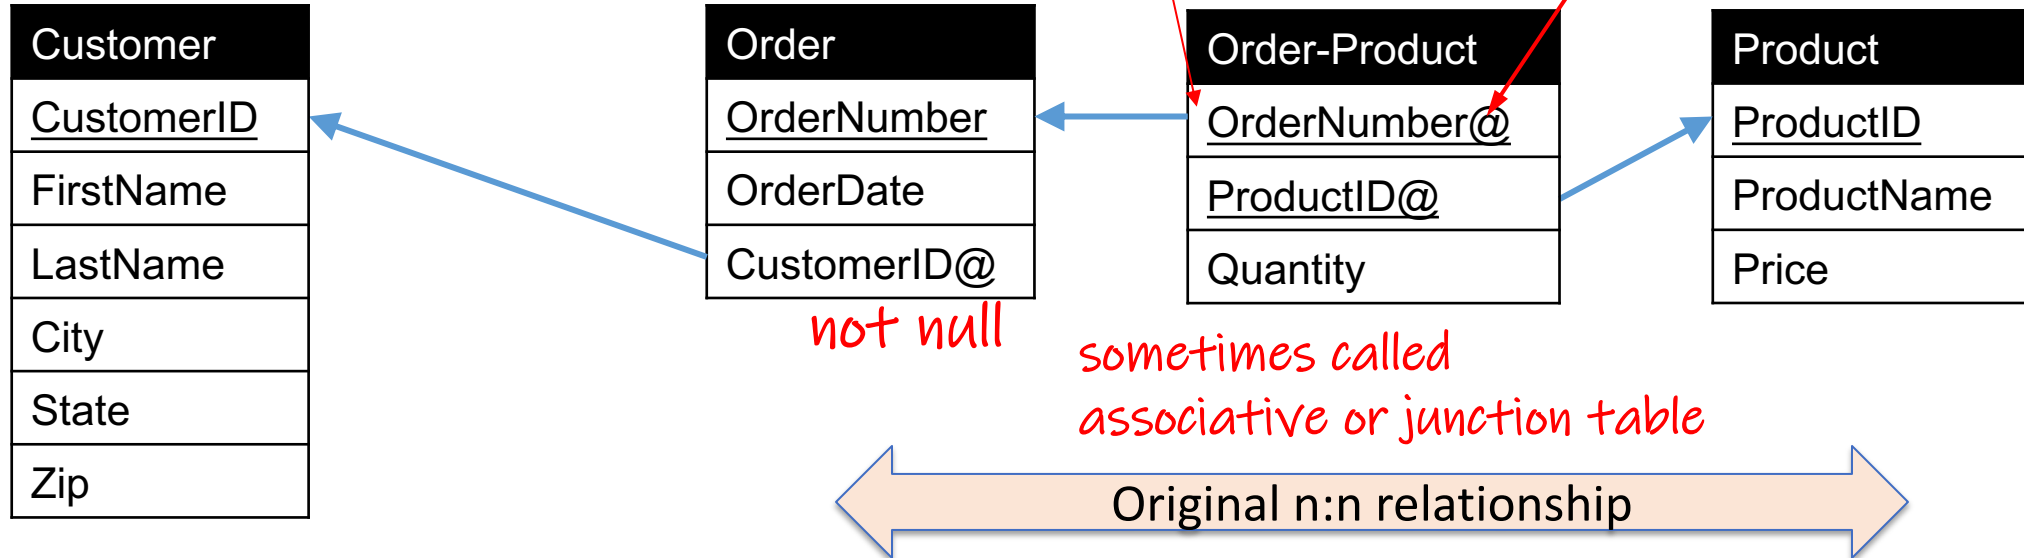 Customer
CustomerID
FirstName
LastName
City
State
Zip
Order
OrderNumber
OrderDate
CustomerID@
not null
Order-Product
OrderNumber@
ProductID@
Quantity
sometimes called
associative or junction table
Product
ProductID
ProductName
Price
Original n:n relationship